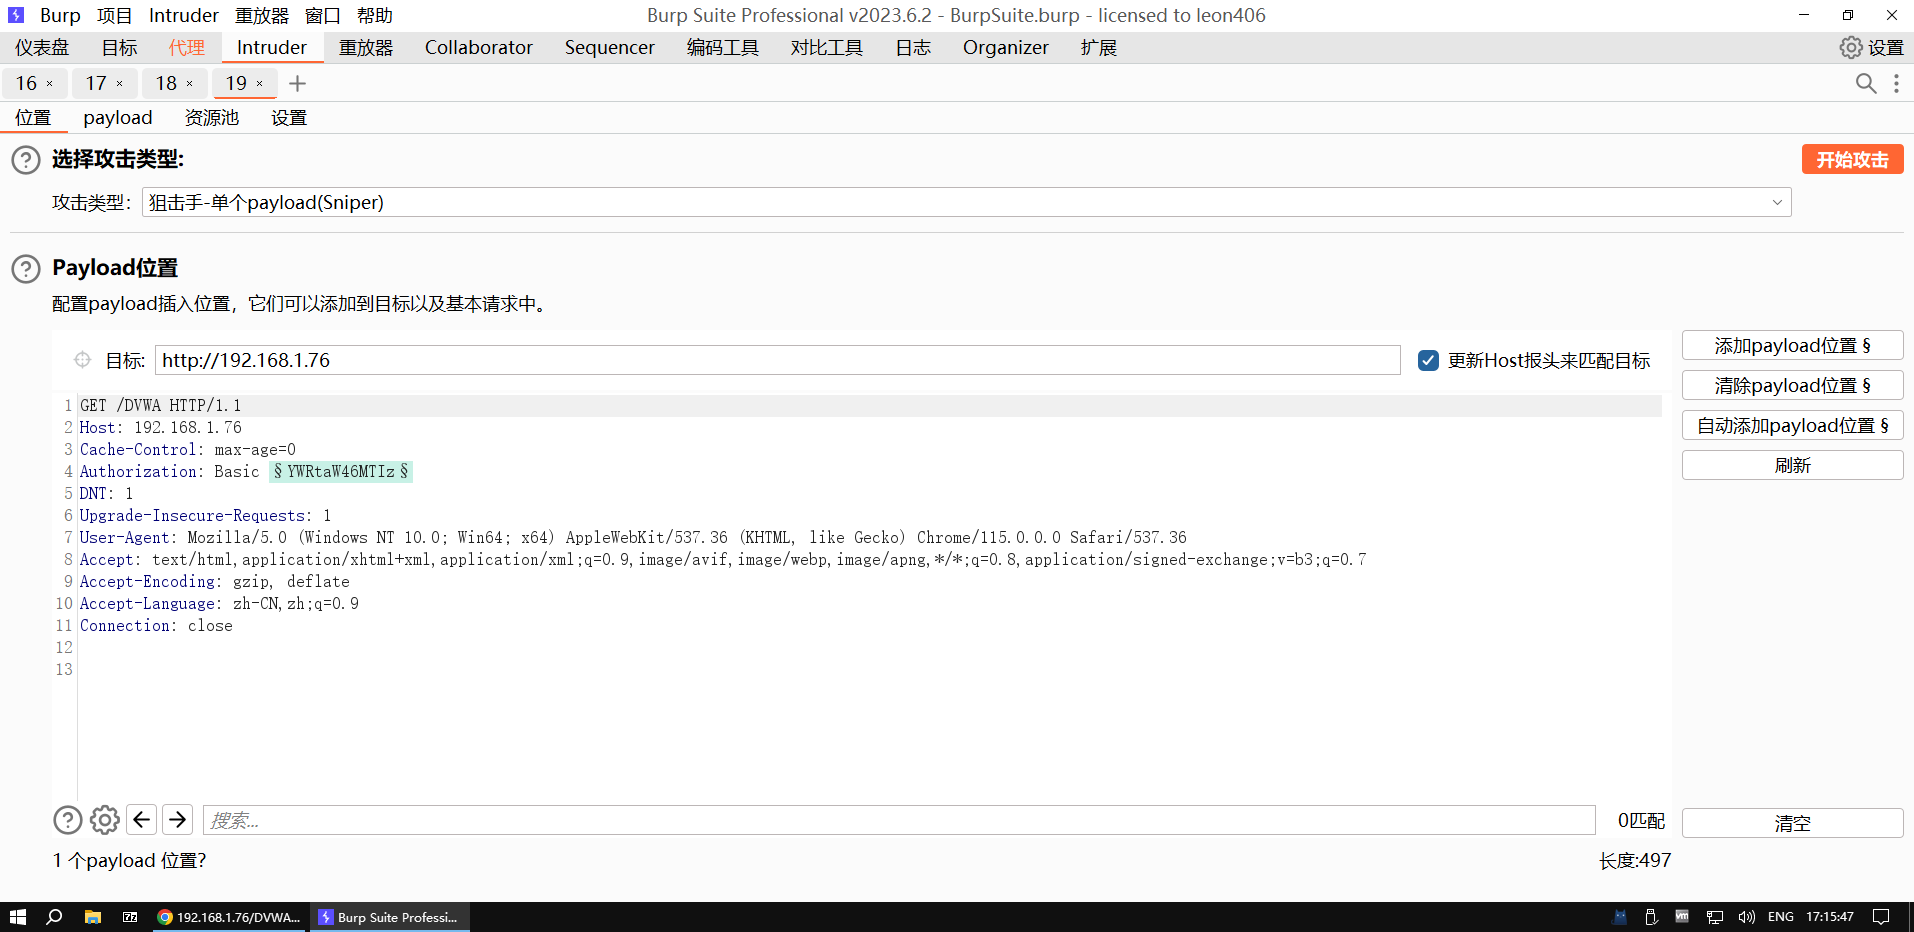 Burp 项目 Intruder 重放器 窗口 帮助 Burp Suite Professional v2023.6.2 - BurpSuite.burp - licensed to leon406
仪表盘 目标 代理 Intruder 重放器 Collaborator Sequencer 编码工具 对比工具 日志 Organizer 扩展 设置
16 × 17 × 18 × 19 × +
位置 payload 资源池 设置
? 选择攻击类型: 开始攻击
攻击类型: 狙击手-单个payload(Sniper)
? Payload位置
配置payload插入位置，它们可以添加到目标以及基本请求中。
目标: http://192.168.1.76 更新Host报头来匹配目标
添加payload位置 §
清除payload位置 §
自动添加payload位置 §
刷新
1 GET /DVWA HTTP/1.1
2 Host: 192.168.1.76
3 Cache-Control: max-age=0
4 Authorization: Basic §YWRtaW46MTIz§
5 DNT: 1
6 Upgrade-Insecure-Requests: 1
7 User-Agent: Mozilla/5.0 (Windows NT 10.0; Win64; x64) AppleWebKit/537.36 (KHTML, like Gecko) Chrome/115.0.0.0 Safari/537.36
8 Accept: text/html,application/xhtml+xml,application/xml;q=0.9,image/avif,image/webp,image/apng,*/*;q=0.8,application/signed-exchange;v=b3;q=0.7
9 Accept-Encoding: gzip, deflate
10 Accept-Language: zh-CN,zh;q=0.9
11 Connection: close
12
13
? 搜索... 0匹配 清空
1 个payload 位置? 长度:497
192.168.1.76/DVWA... Burp Suite Professi... ENG 17:15:47